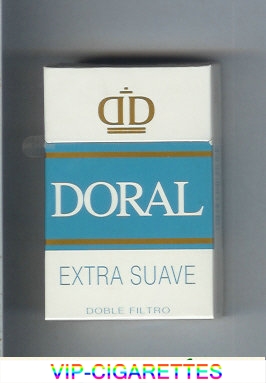 DORAL
EXTRA SUAVE
DOBLE FILTRO
VIP-CIGARETTES